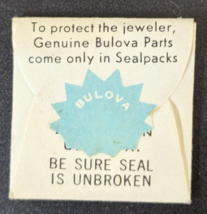 To protect the jeweler,
Genuine Bulova Parts
come only in Sealpacks
BULOVA
BE SURE SEAL
IS UNBROKEN